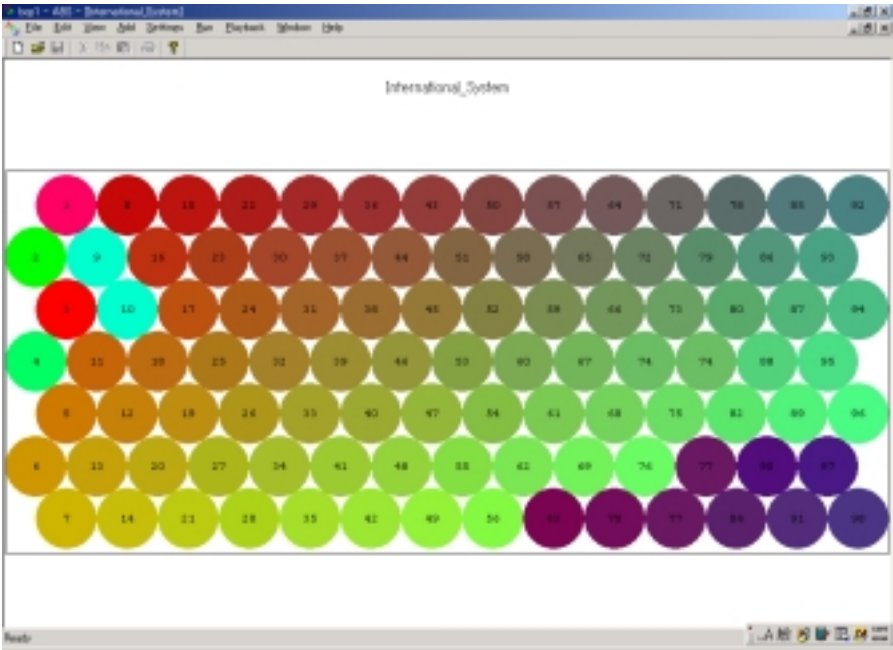 ABS - [International_System]
File Edit View Add Settings Run Playback Window Help
International_System
1 8 15 22 29 36 43 50 57 64 71 78 85 92
2 9 16 23 30 37 44 51 58 65 72 79 86 93
3 10 17 24 31 38 45 52 59 66 73 80 87 94
4 11 18 25 32 39 46 53 60 67 74 74 88 95
5 12 19 26 33 40 47 54 61 68 75 82 89 96
6 13 20 27 34 41 48 55 62 69 76 77 90 97
7 14 21 28 35 42 49 56 63 70 77 84 91 98
Ready